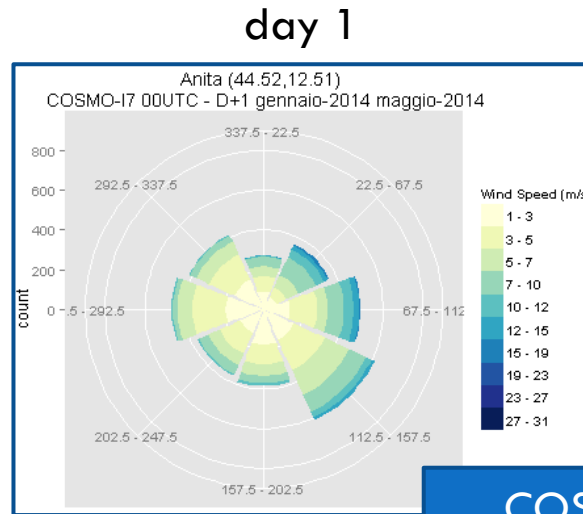 day 1
Anita (44.52,12.51)
COSMO-I7 00UTC - D+1 gennaio-2014 maggio-2014
337.5 - 22.5
800
292.5 - 337.5
22.5 - 67.5
600
400
200
0
.5 - 292.5
67.5 - 112
count
202.5 - 247.5
112.5 - 157.5
157.5 - 202.5
Wind Speed (m/s
1 - 3
3 - 5
5 - 7
7 - 10
10 - 12
12 - 15
15 - 19
19 - 23
23 - 27
27 - 31
COS